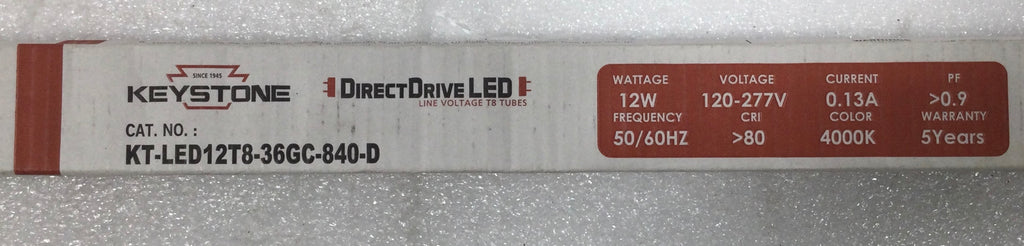 SINCE 1945
KEYSTONE
DIRECTDRIVE LED
LINE VOLTAGE T8 TUBES
CAT. NO. :
KT-LED12T8-36GC-840-D
WATTAGE VOLTAGE CURRENT PF
12W 120-277V 0.13A >0.9
FREQUENCY CRI COLOR WARRANTY
50/60HZ >80 4000K 5Years